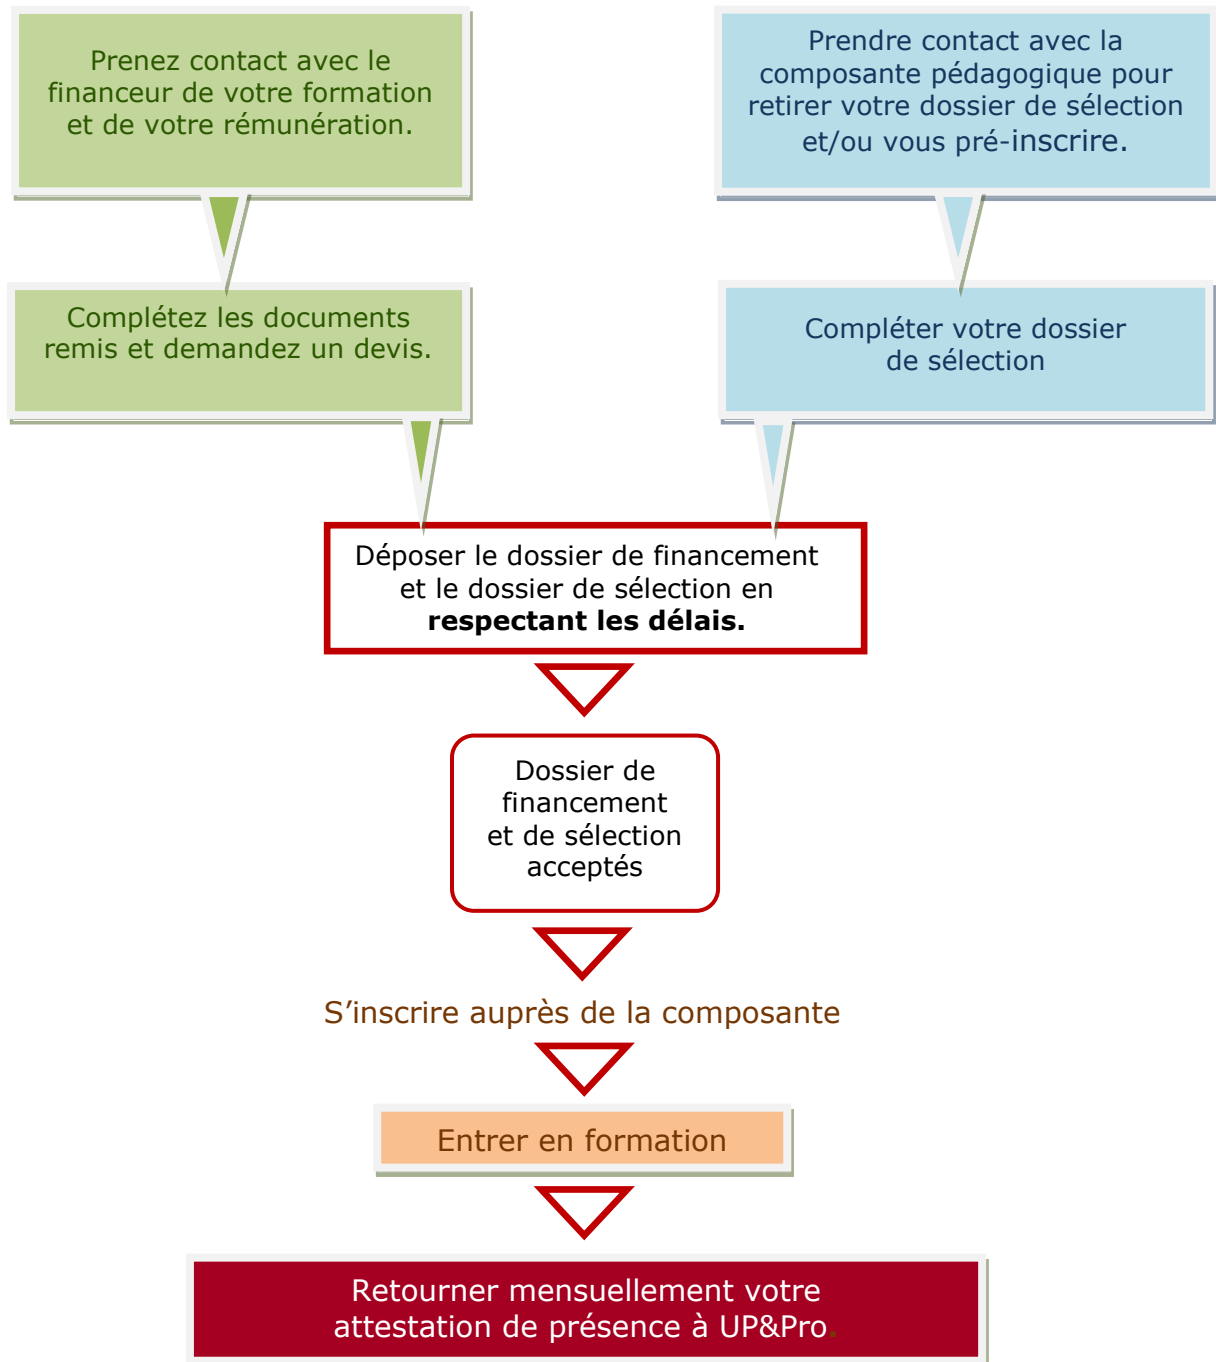 Prenez contact avec le
financeur de votre formation
et de votre rémunération.
Prendre contact avec la
composante pédagogique pour
retirer votre dossier de sélection
et/ou vous pré-inscrire.
Complétez les documents
remis et demandez un devis.
Compléter votre dossier
de sélection
Déposer le dossier de financement
et le dossier de sélection en
respectant les délais.
Dossier de
financement
et de sélection
acceptés
S’inscrire auprès de la composante
Entrer en formation
Retourner mensuellement votre
attestation de présence à UP&Pro.